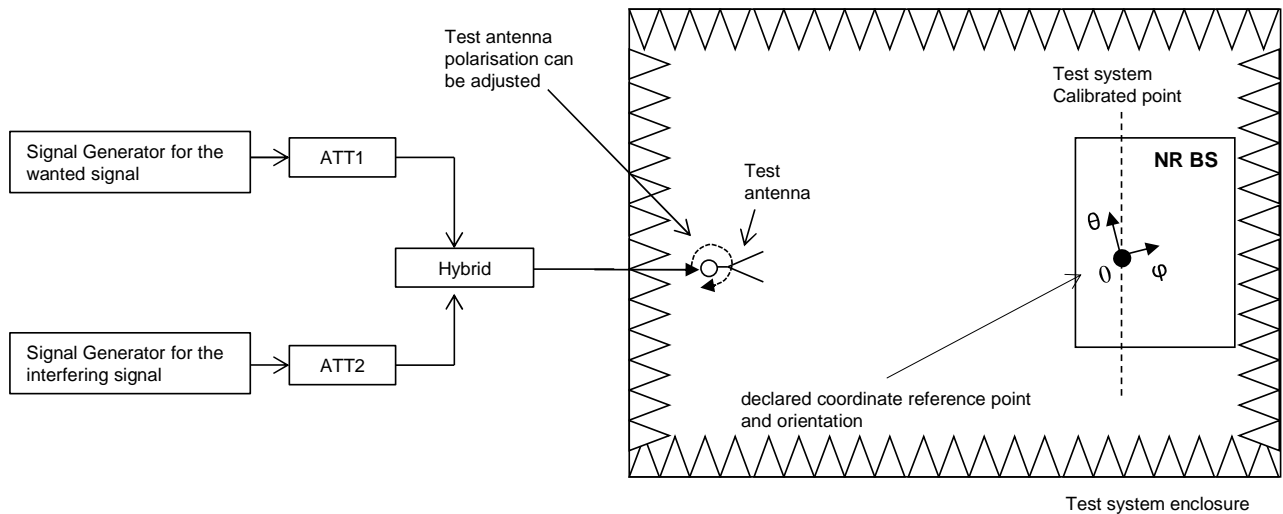 Test antenna
polarisation can
be adjusted
Test system
Calibrated point
Signal Generator for the
wanted signal
ATT1
NR BS
Test
antenna
θ
Hybrid
0
φ
Signal Generator for the
interfering signal
ATT2
declared coordinate reference point
and orientation
Test system enclosure